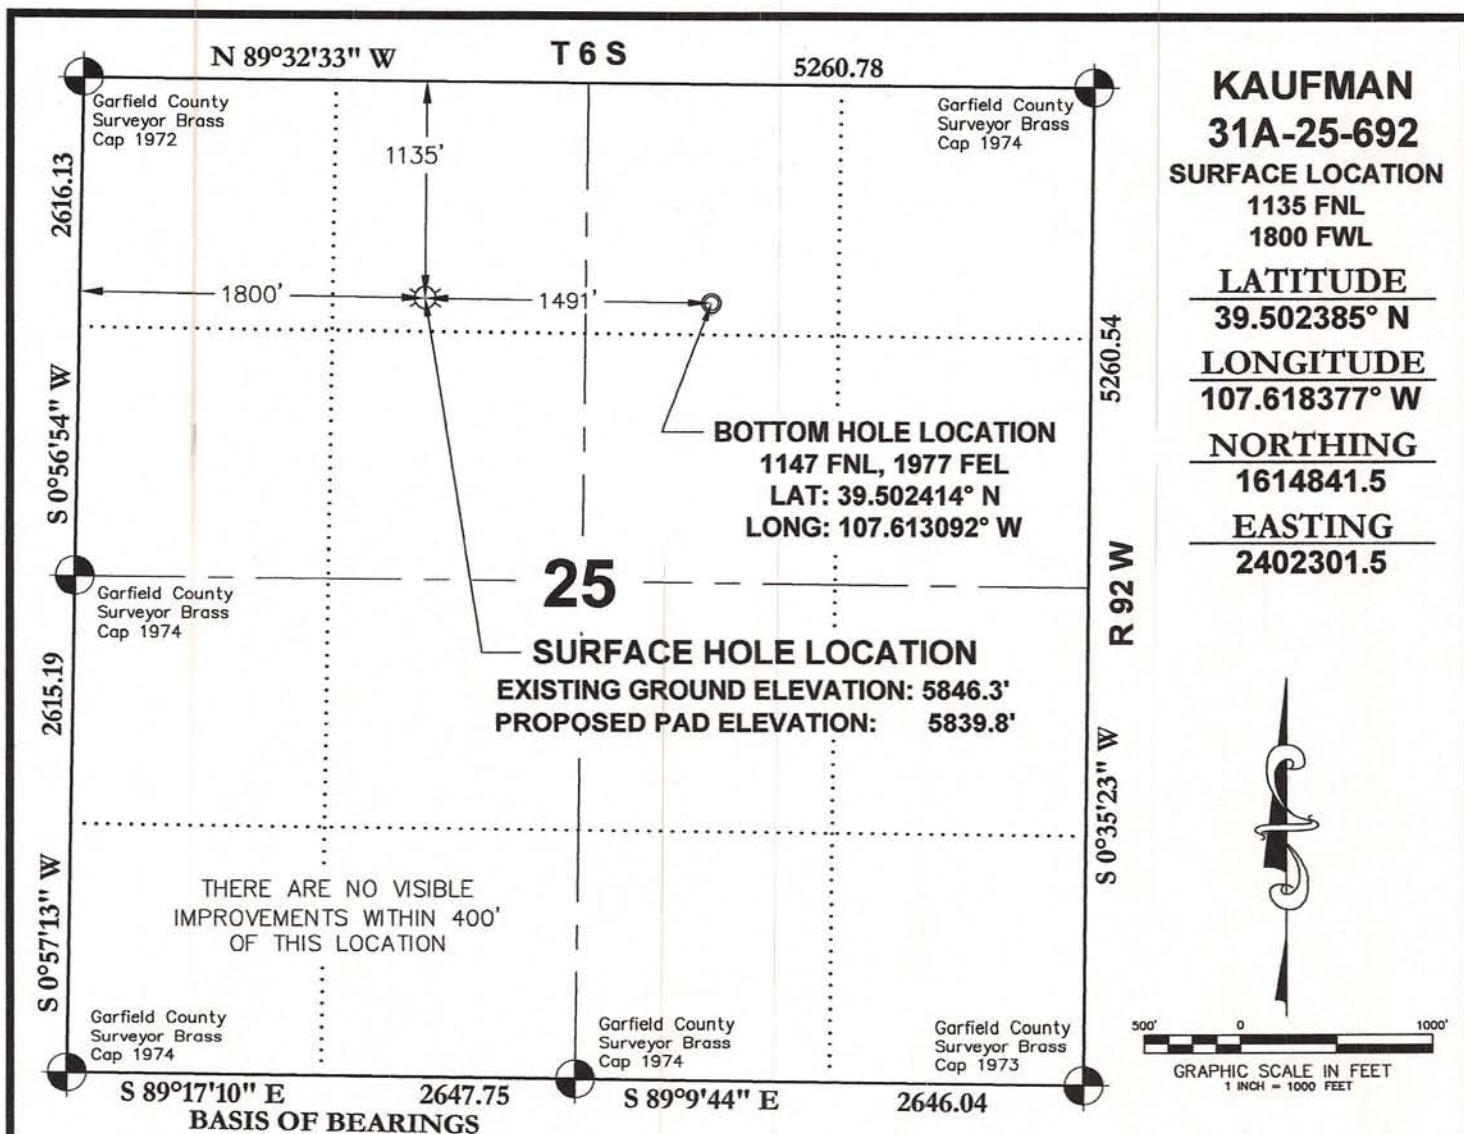 N 89°32'33" W
T 6 S
5260.78
Garfield County
Surveyor Brass
Cap 1972
Garfield County
Surveyor Brass
Cap 1974
2616.13
1135'
1800'
1491'
S 0°56'54" W
5260.54
BOTTOM HOLE LOCATION
1147 FNL, 1977 FEL
LAT: 39.502414° N
LONG: 107.613092° W
25
R 92 W
Garfield County
Surveyor Brass
Cap 1974
SURFACE HOLE LOCATION
EXISTING GROUND ELEVATION: 5846.3'
PROPOSED PAD ELEVATION: 5839.8'
2615.19
S 0°35'23" W
S 0°57'13" W
THERE ARE NO VISIBLE
IMPROVEMENTS WITHIN 400'
OF THIS LOCATION
Garfield County
Surveyor Brass
Cap 1974
Garfield County
Surveyor Brass
Cap 1974
Garfield County
Surveyor Brass
Cap 1973
S 89°17'10" E
2647.75
S 89°9'44" E
2646.04
BASIS OF BEARINGS
KAUFMAN
31A-25-692
SURFACE LOCATION
1135 FNL
1800 FWL
LATITUDE
39.502385° N
LONGITUDE
107.618377° W
NORTHING
1614841.5
EASTING
2402301.5
500' 0 1000'
GRAPHIC SCALE IN FEET
1 INCH = 1000 FEET